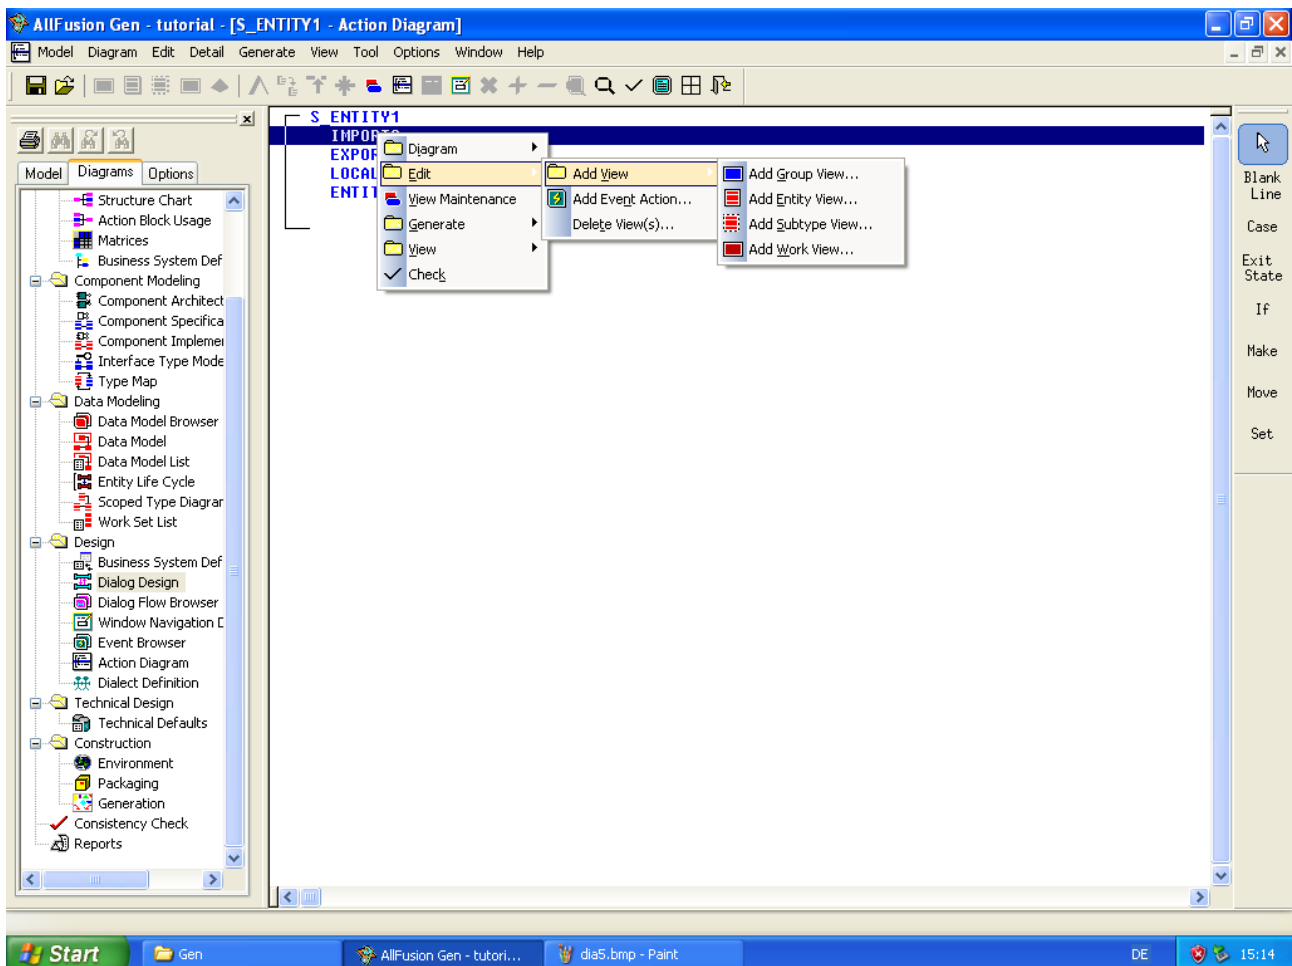 AllFusion Gen - tutorial - [S_ENTITY1 - Action Diagram]
Model Diagram Edit Detail Generate View Tool Options Window Help
Model Diagrams Options
Structure Chart
Action Block Usage
Matrices
Business System Def
Component Modeling
Component Architect
Component Specifica
Component Implemer
Interface Type Mode
Type Map
Data Modeling
Data Model Browser
Data Model
Data Model List
Entity Life Cycle
Scoped Type Diagrar
Work Set List
Design
Business System Def
Dialog Design
Dialog Flow Browser
Window Navigation D
Event Browser
Action Diagram
Dialect Definition
Technical Design
Technical Defaults
Construction
Environment
Packaging
Generation
Consistency Check
Reports
S_ENTITY1
IMPORTS
EXPOR
LOCAL
ENTIT
Diagram
Edit
View Maintenance
Generate
View
Check
Add View
Add Event Action...
Delete View(s)...
Add Group View...
Add Entity View...
Add Subtype View...
Add Work View...
Blank
Line
Case
Exit
State
If
Make
Move
Set
Start
Gen
AllFusion Gen - tutori...
dia5.bmp - Paint
DE
15:14